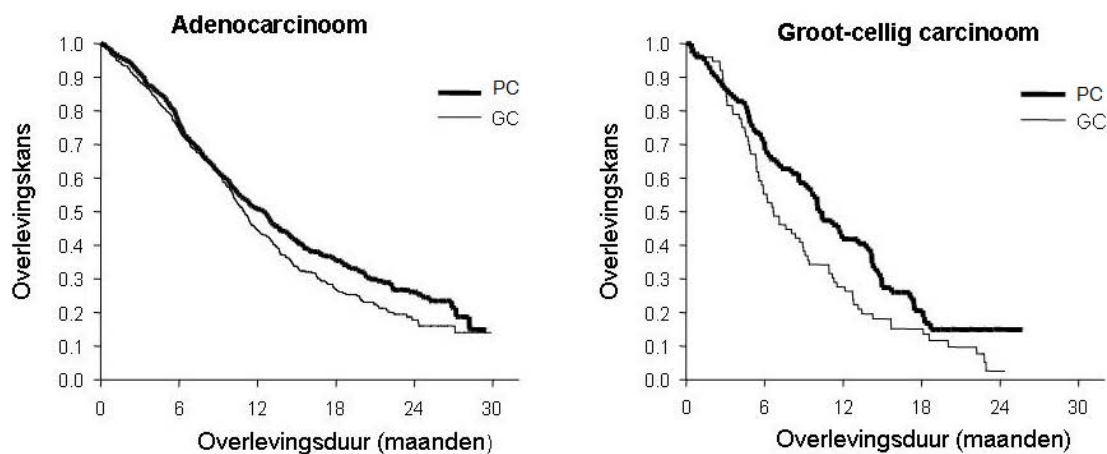 Adenocarcinoom
Overlevingskans
1.0
0.9
0.8
0.7
0.6
0.5
0.4
0.3
0.2
0.1
0.0
PC
GC
0 6 12 18 24 30
Overlevingsduur (maanden)
Groot-cellig carcinoom
Overlevingskans
1.0
0.9
0.8
0.7
0.6
0.5
0.4
0.3
0.2
0.1
0.0
PC
GC
0 6 12 18 24 30
Overlevingsduur (maanden)